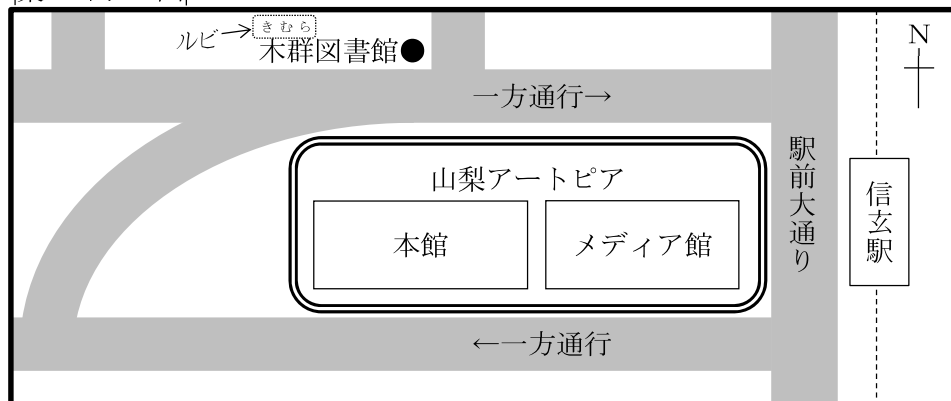 ルビ
きむら
木群図書館
N
一方通行→
山梨アートピア
本館
メディア館
駅前大通り
信玄駅
←一方通行